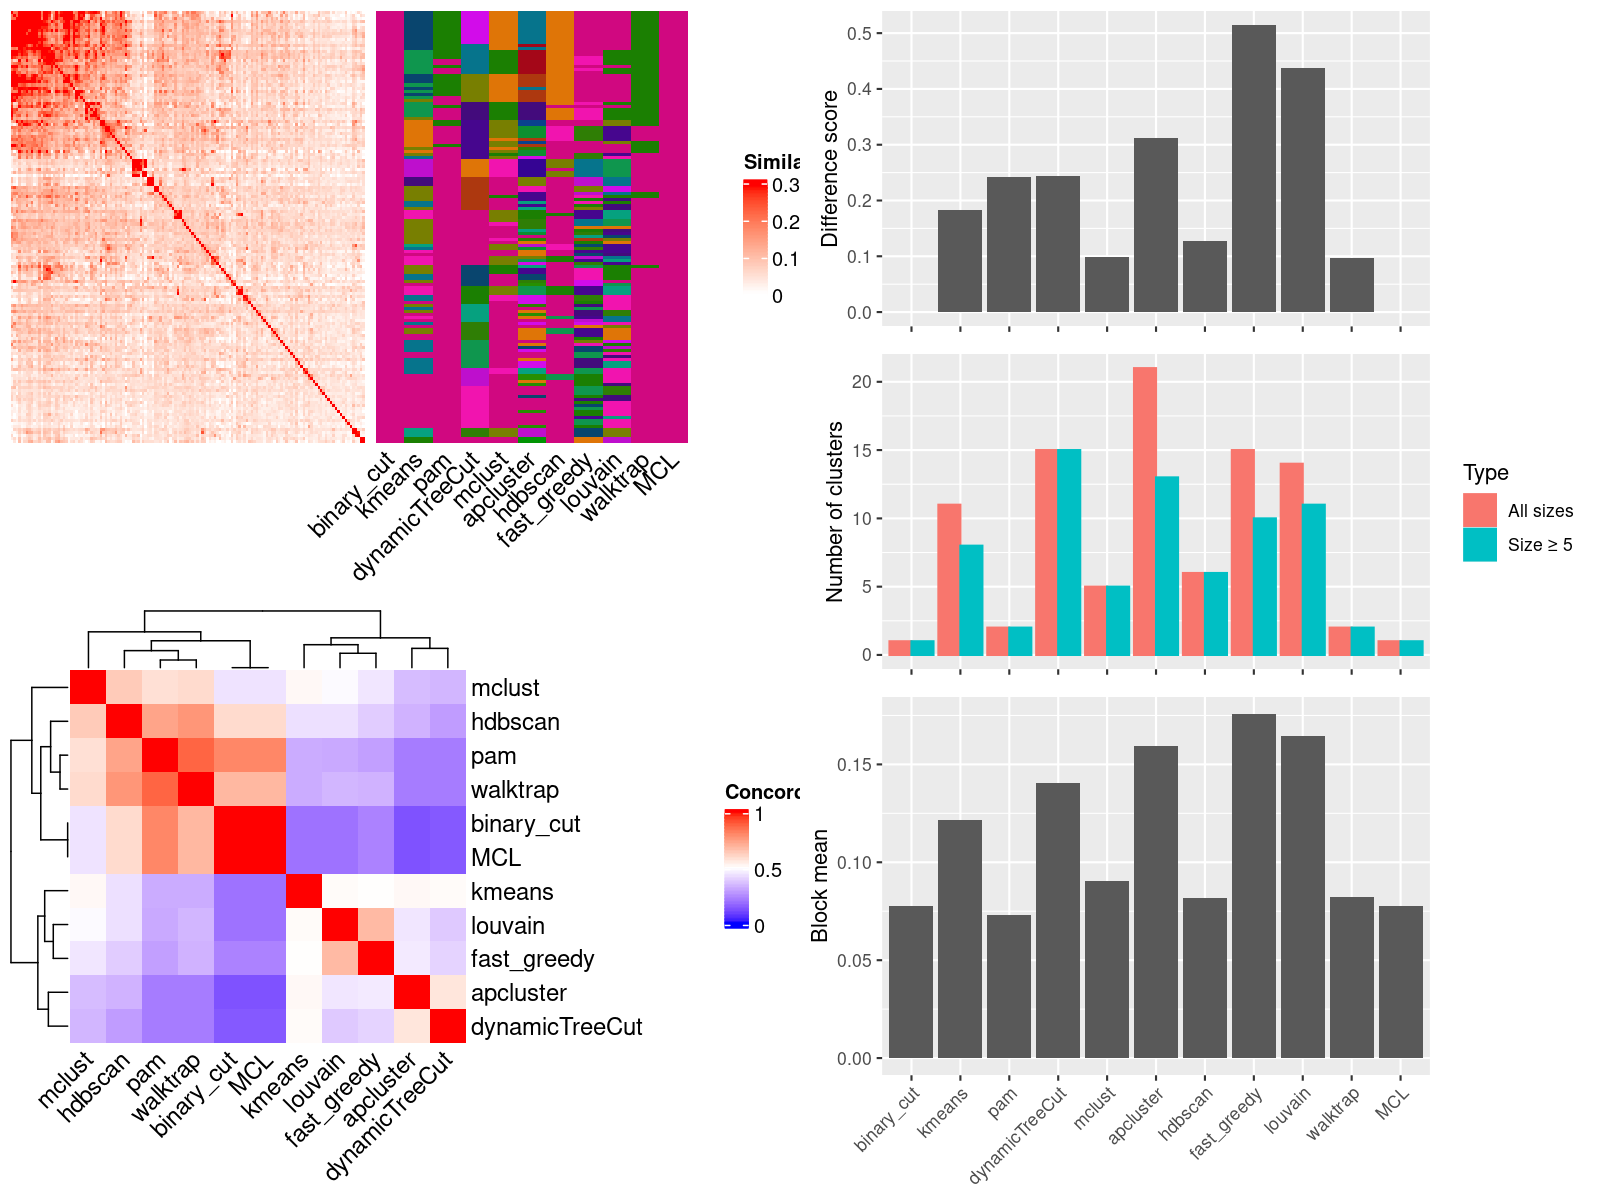 Simila
0.3
0.2
0.1
0
binary_cut
kmeans
pam
dynamicTreeCut
mclust
apcluster
hdbscan
fast_greedy
louvain
walktrap
MCL
mclust
hdbscan
pam
walktrap
binary_cut
MCL
kmeans
louvain
fast_greedy
apcluster
dynamicTreeCut
mclust
hdbscan
pam
walktrap
binary_cut
MCL
kmeans
louvain
fast_greedy
apcluster
dynamicTreeCut
Concord
1
0.5
0
Difference score
0.5
0.4
0.3
0.2
0.1
0.0
Number of clusters
20
15
10
5
0
Type
All sizes
Size ≥ 5
Block mean
0.15
0.10
0.05
0.00
binary_cut
kmeans
pam
dynamicTreeCut
mclust
apcluster
hdbscan
fast_greedy
louvain
walktrap
MCL